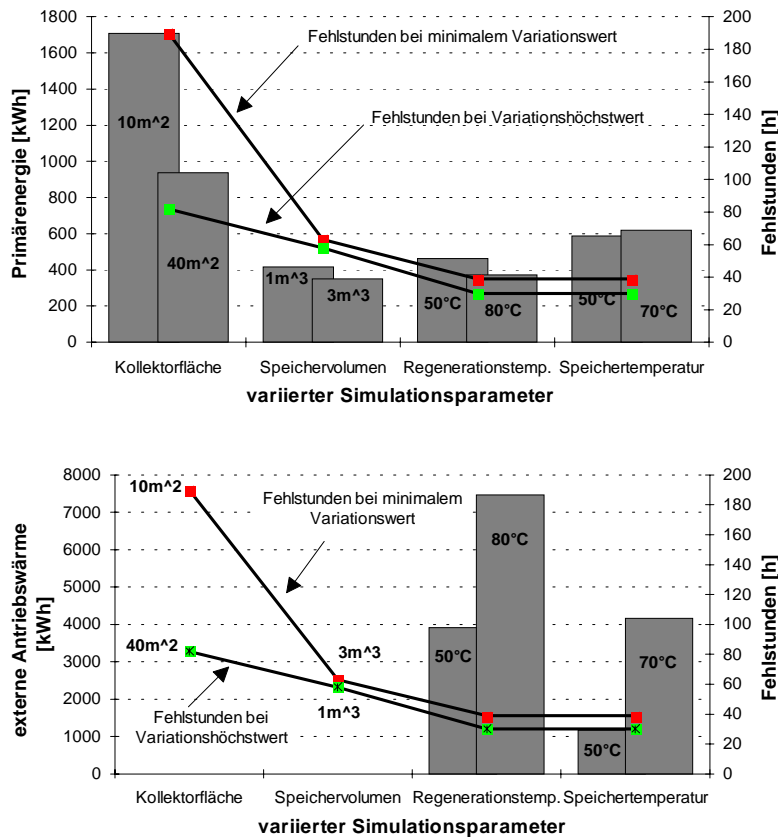 1800
1600
1400
1200
1000
800
600
400
200
0
Primärenergie [kWh]
200
180
160
140
120
100
80
60
40
20
0
Fehlstunden [h]
Fehlstunden bei minimalem Variationswert
Fehlstunden bei Variationshöchstwert
10m^2
40m^2
1m^3
3m^3
50°C
80°C
50°C
70°C
Kollektorfläche
Speichervolumen
Regenerationstemp.
Speichertemperatur
variierter Simulationsparameter
8000
7000
6000
5000
4000
3000
2000
1000
0
externe Antriebswärme
[kWh]
200
180
160
140
120
100
80
60
40
20
0
Fehlstunden [h]
10m^2
Fehlstunden bei minimalem
Variationswert
40m^2
3m^3
1m^3
Fehlstunden bei
Variationshöchstwert
50°C
80°C
50°C
70°C
Kollektorfläche
Speichervolumen
Regenerationstemp.
Speichertemperatur
variierter Simulationsparameter